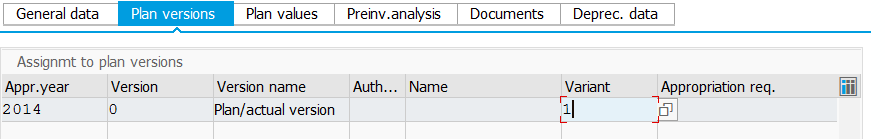 General data Plan versions Plan values Preinv.analysis Documents Deprec. data
Assignmt to plan versions
Appr.year Version Version name Auth... Name Variant Appropriation req.
2014 0 Plan/actual version 1